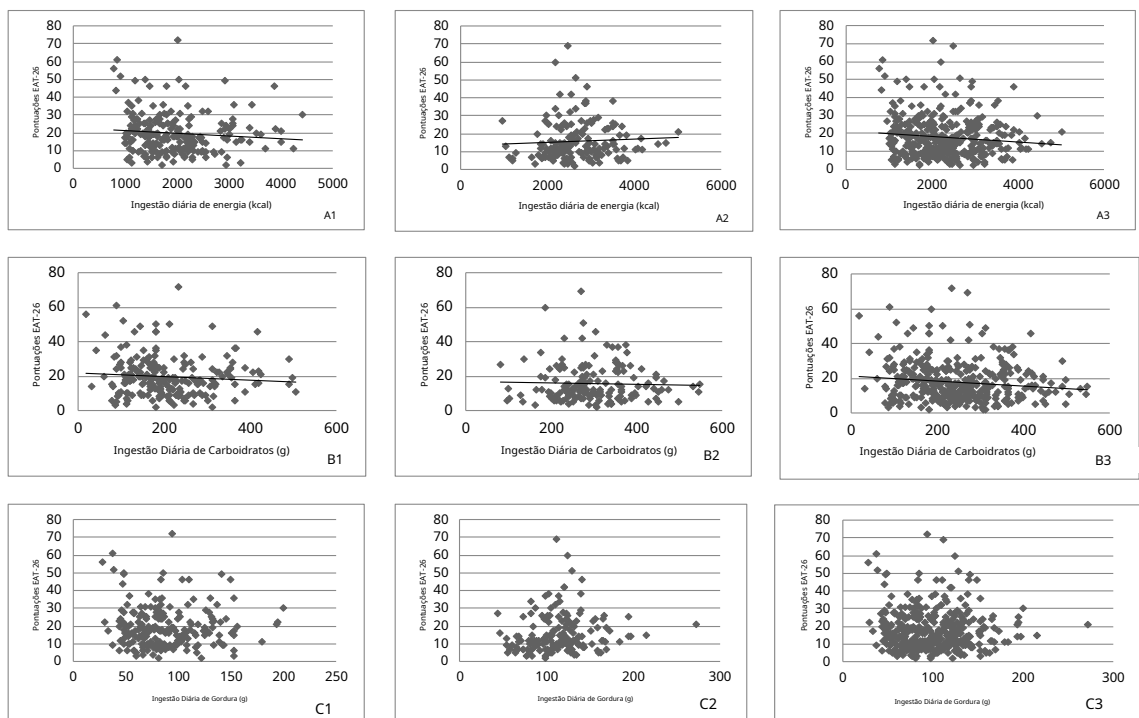 80
70
60
50
40
30
20
10
0
Pontuações EAT-26
0 1000 2000 3000 4000 5000
Ingestão diária de energia (kcal)
A1
80
70
60
50
40
30
20
10
0
Pontuações EAT-26
0 2000 4000 6000
Ingestão diária de energia (kcal)
A2
80
70
60
50
40
30
20
10
0
Pontuações EAT-26
0 2000 4000 6000
Ingestão diária de energia (kcal)
A3
80
60
40
20
0
Pontuações EAT-26
0 200 400 600
Ingestão Diária de Carboidratos (g)
B1
80
60
40
20
0
Pontuações EAT-26
0 200 400 600
Ingestão Diária de Carboidratos (g)
B2
80
60
40
20
0
Pontuações EAT-26
0 200 400 600
Ingestão Diária de Carboidratos (g)
B3
80
70
60
50
40
30
20
10
0
Pontuações EAT-26
0 50 100 150 200 250
Ingestão Diária de Gordura (g)
C1
80
70
60
50
40
30
20
10
0
Pontuações EAT-26
0 100 200 300
Ingestão Diária de Gordura (g)
C2
80
70
60
50
40
30
20
10
0
Pontuações EAT-26
0 100 200 300
Ingestão Diária de Gordura (g)
C3